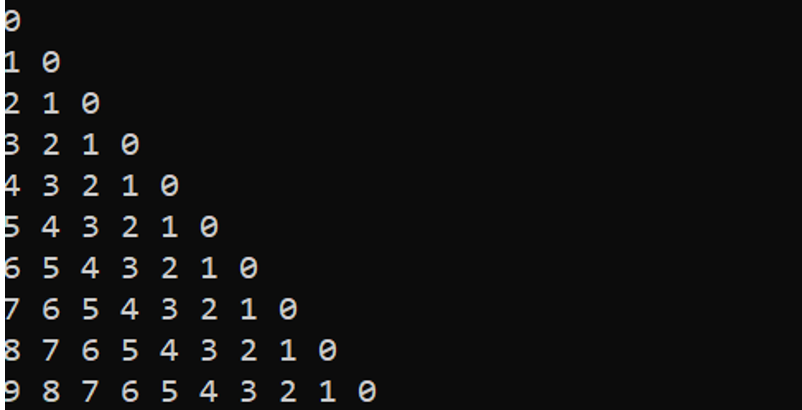 0
1 0
2 1 0
3 2 1 0
4 3 2 1 0
5 4 3 2 1 0
6 5 4 3 2 1 0
7 6 5 4 3 2 1 0
8 7 6 5 4 3 2 1 0
9 8 7 6 5 4 3 2 1 0